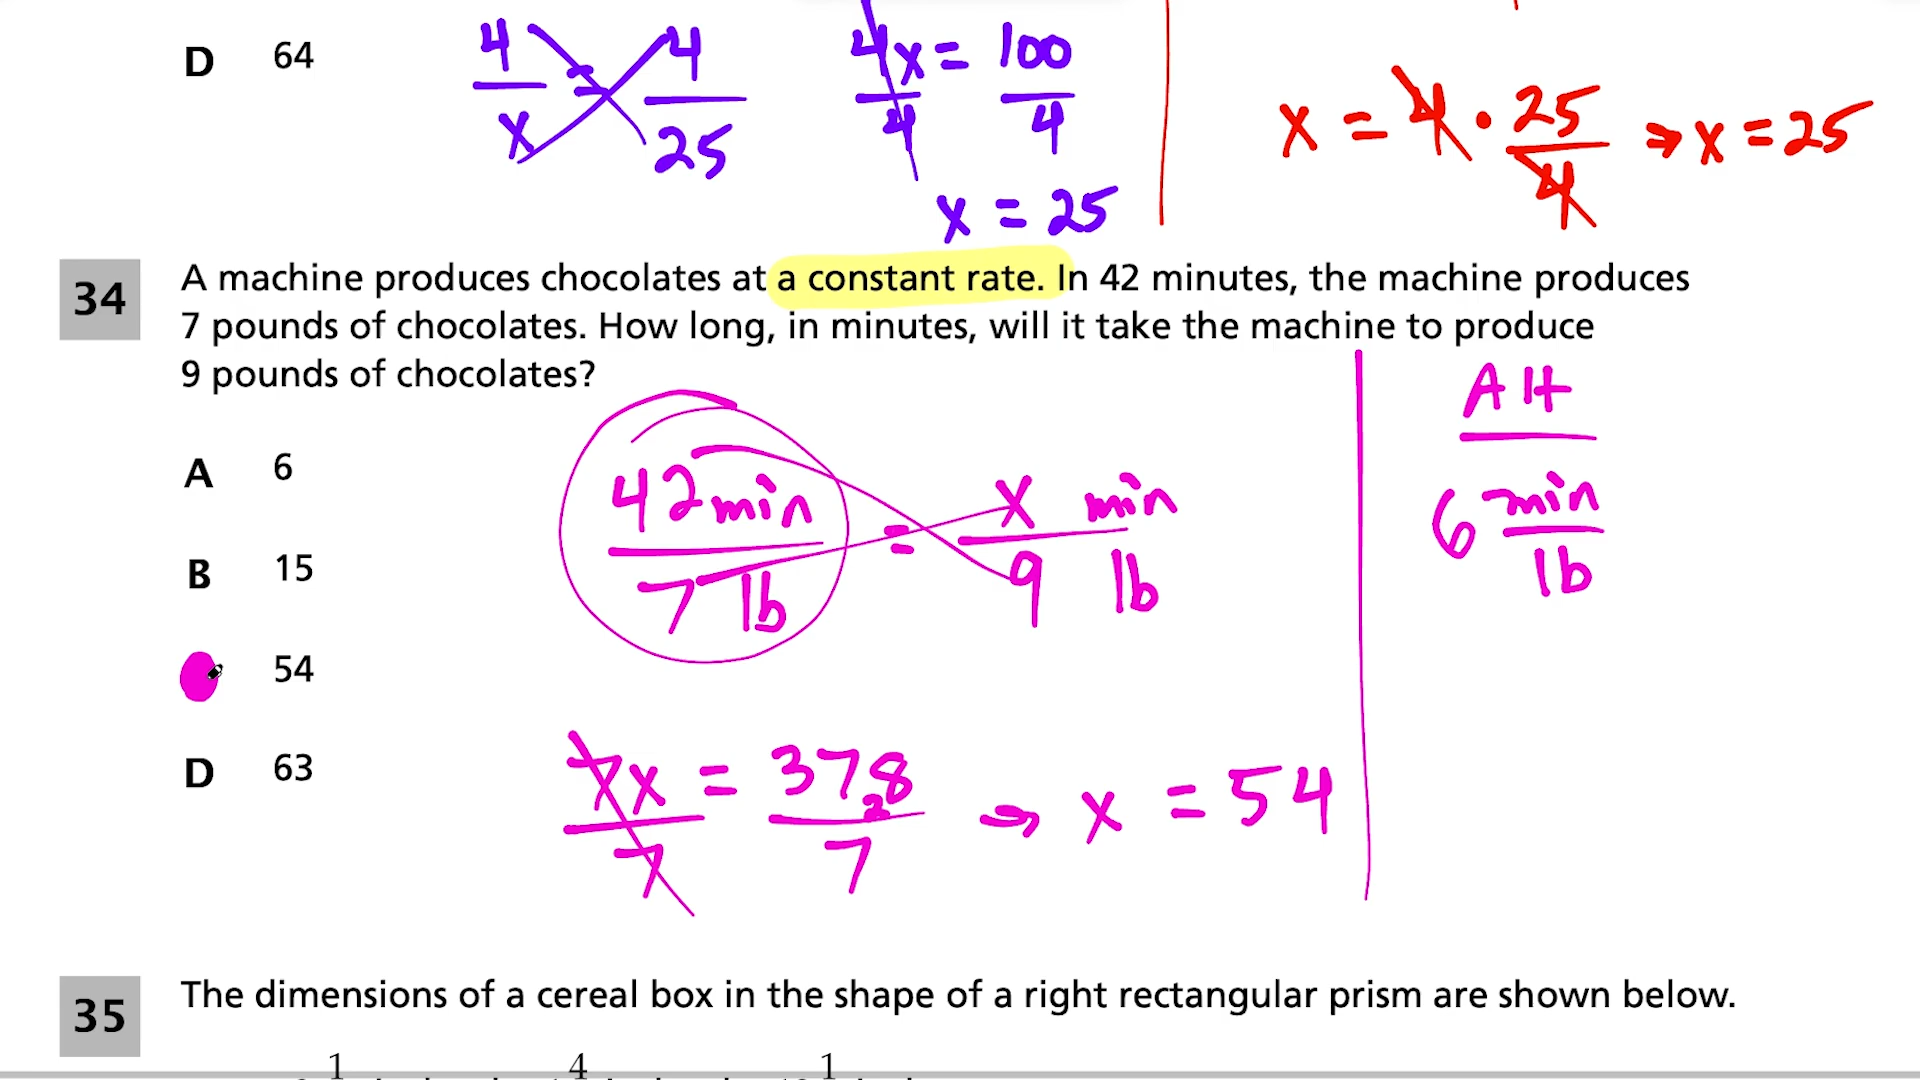 D 64
4/x = 4/25
4x/4 = 100/4
x = 25
x = 4 · 25/4 ⇒ x = 25
34 A machine produces chocolates at a constant rate. In 42 minutes, the machine produces
7 pounds of chocolates. How long, in minutes, will it take the machine to produce
9 pounds of chocolates?
A 6
B 15
54
D 63
42 min / 7 lb = x min / 9 lb
7x/7 = 378/7 ⇒ x = 54
Alt
6 min/lb
35 The dimensions of a cereal box in the shape of a right rectangular prism are shown below.
1 4 1